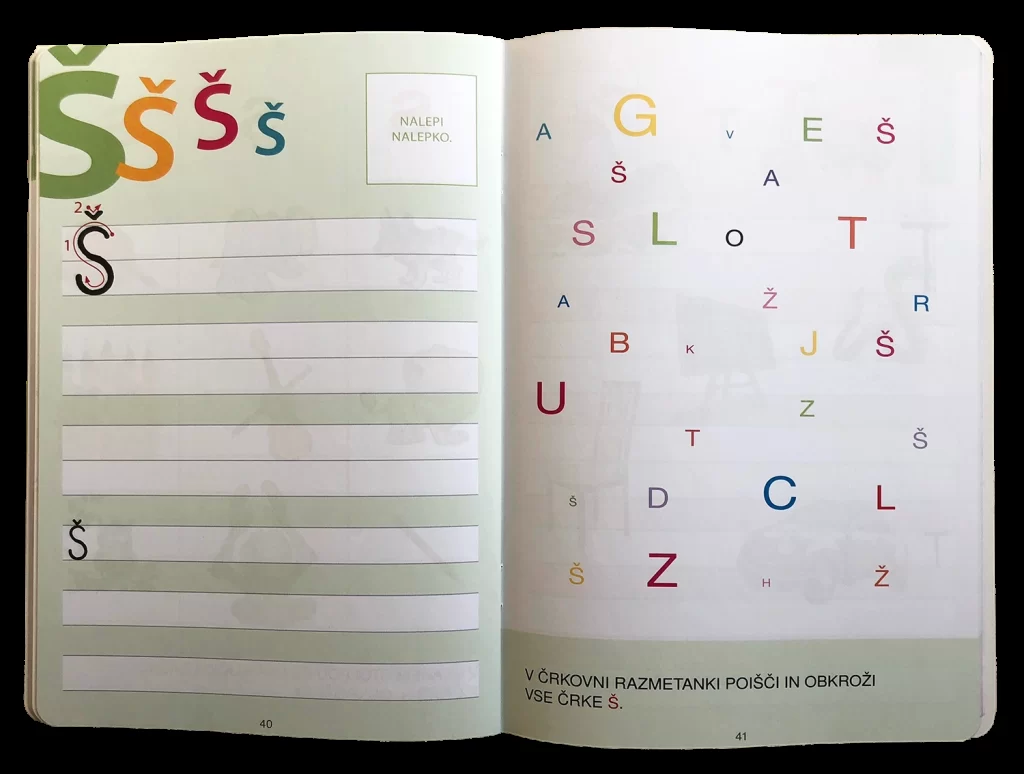 Š Š Š Š
NALEPI
NALEPKO.
2
1
Š
Š
40
A G V E Š
Š A
S L O T
A Ž R
B K J Š
U Z
T Š
Š D C L
Š Z H Ž
V ČRKOVNI RAZMETANKI POIŠČI IN OBKROŽI
VSE ČRKE Š.
41